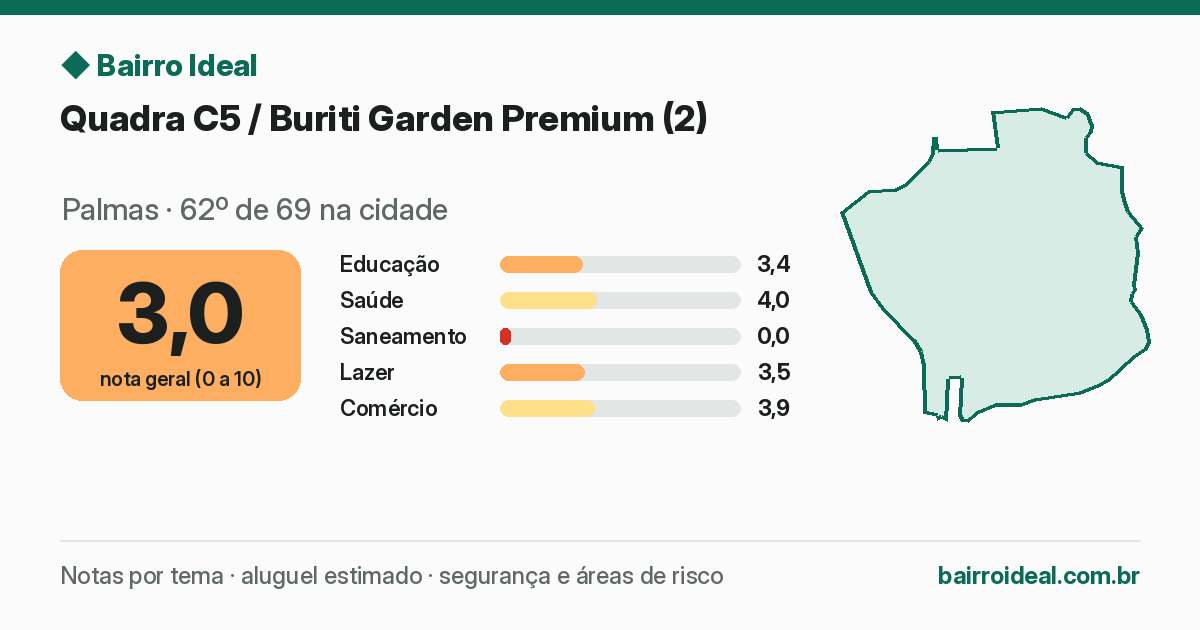 Bairro Ideal
Quadra C5 / Buriti Garden Premium (2)
Palmas · 62º de 69 na cidade
3,0
nota geral (0 a 10)
Educação 3,4
Saúde 4,0
Saneamento 0,0
Lazer 3,5
Comércio 3,9
Notas por tema · aluguel estimado · segurança e áreas de risco
bairroideal.com.br